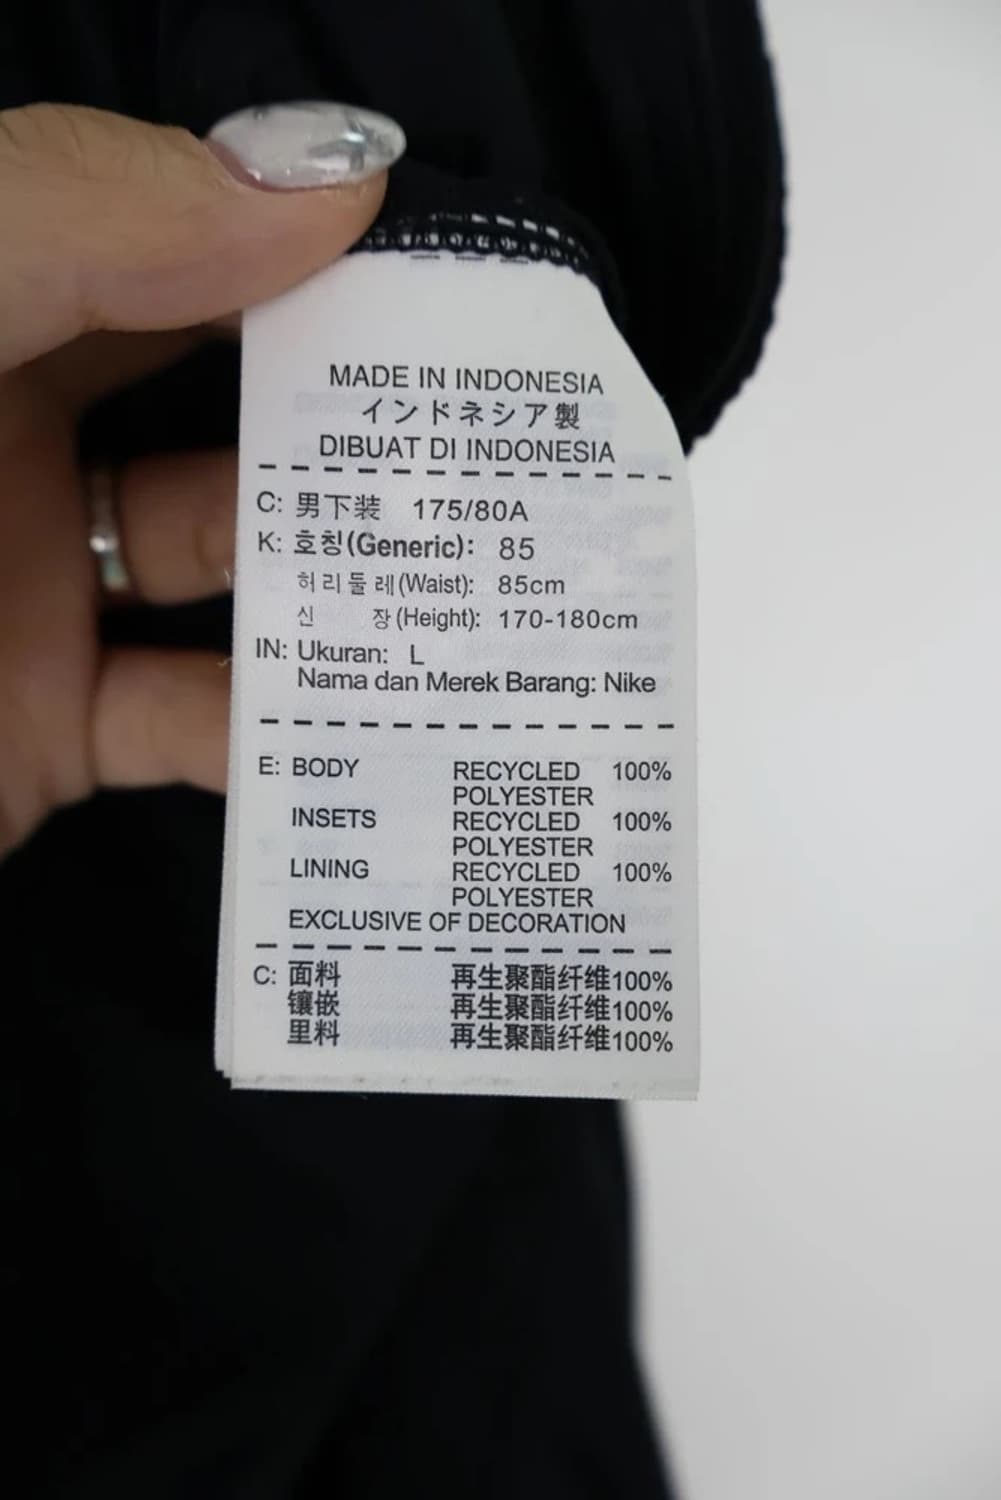 MADE IN INDONESIA
インドネシア製
DIBUAT DI INDONESIA
C: 男下装 175/80A
K: 호칭(Generic): 85
허리둘레(Waist): 85cm
신 장(Height): 170-180cm
IN: Ukuran: L
Nama dan Merek Barang: Nike
E: BODY RECYCLED 100%
POLYESTER
INSETS RECYCLED 100%
POLYESTER
LINING RECYCLED 100%
POLYESTER
EXCLUSIVE OF DECORATION
C: 面料 再生聚酯纤维100%
镶嵌 再生聚酯纤维100%
里料 再生聚酯纤维100%